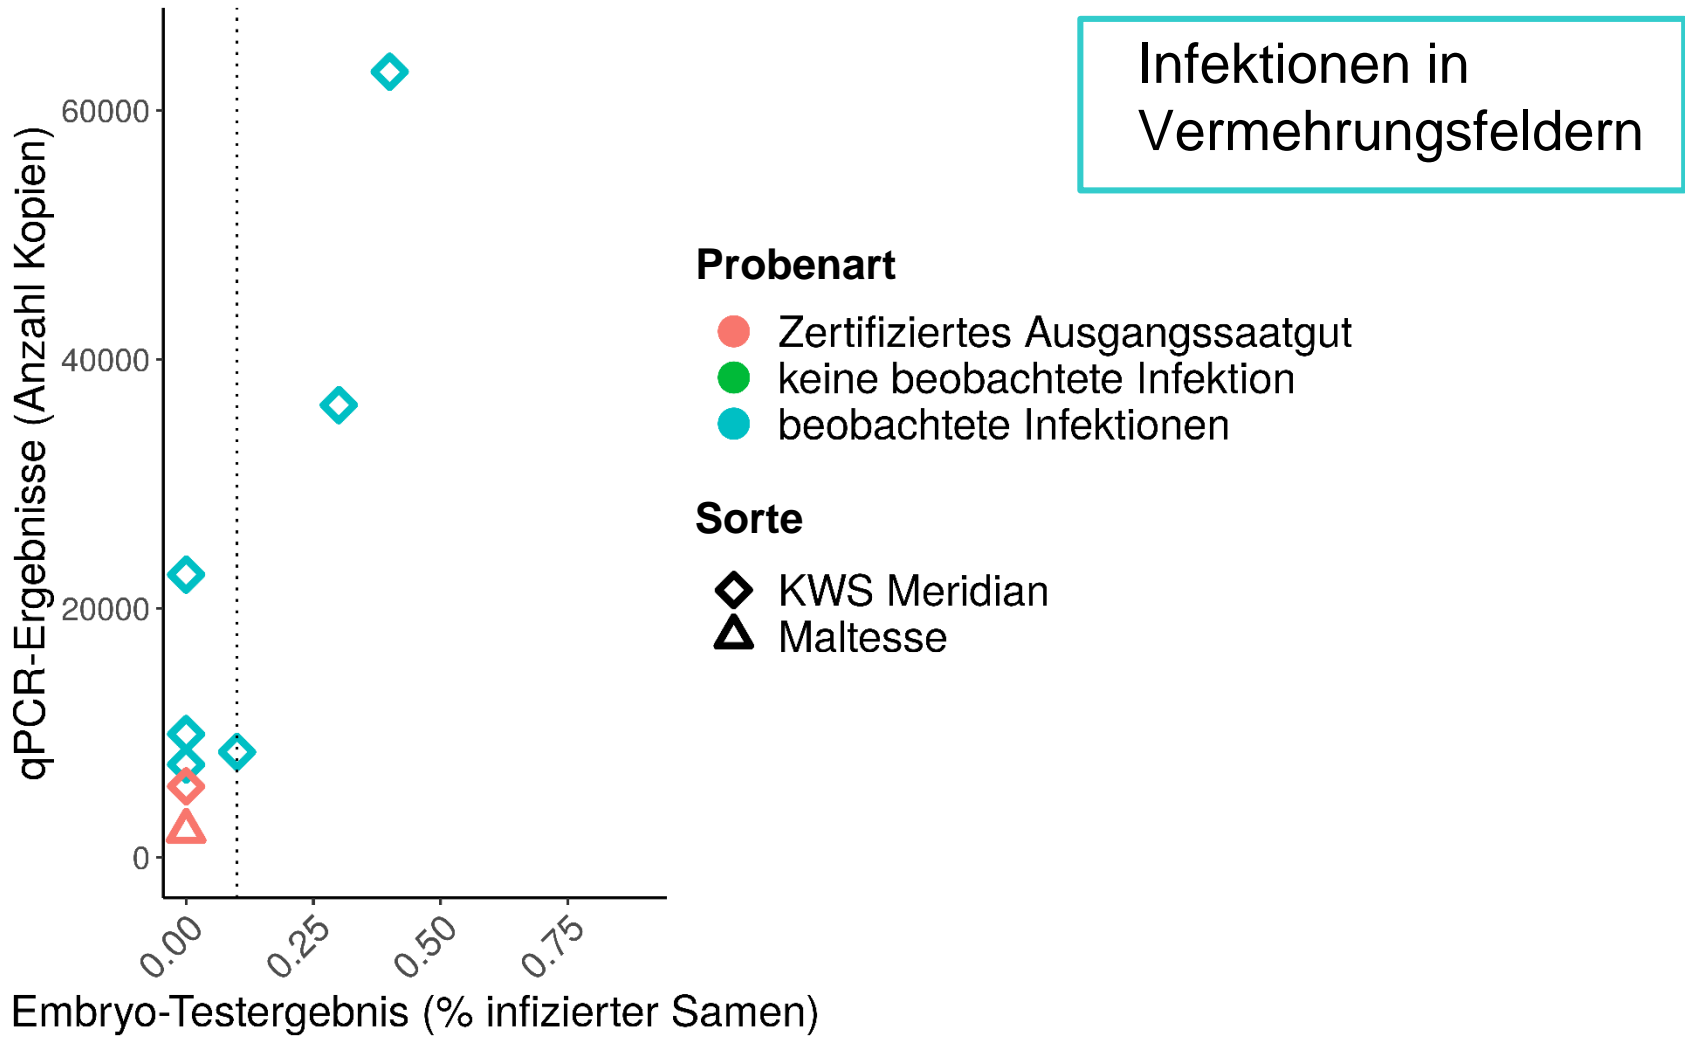 Infektionen in
Vermehrungsfeldern
qPCR-Ergebnisse (Anzahl Kopien)
60000
40000
20000
0
0.00
0.25
0.50
0.75
Embryo-Testergebnis (% infizierter Samen)
Probenart
Zertifiziertes Ausgangssaatgut
keine beobachtete Infektion
beobachtete Infektionen
Sorte
KWS Meridian
Maltesse